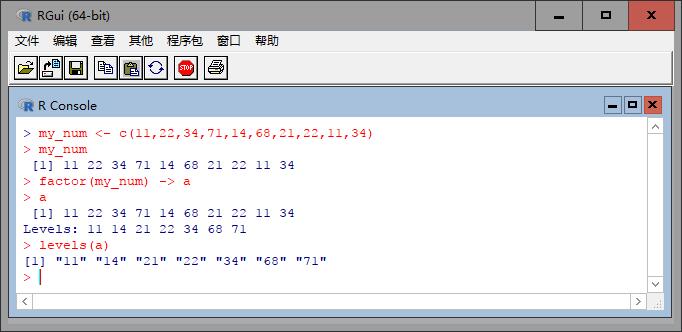 RGui (64-bit)
文件 编辑 查看 其他 程序包 窗口 帮助
STOP
R Console
> my_num <- c(11,22,34,71,14,68,21,22,11,34)
> my_num
 [1] 11 22 34 71 14 68 21 22 11 34
> factor(my_num) -> a
> a
 [1] 11 22 34 71 14 68 21 22 11 34
Levels: 11 14 21 22 34 68 71
> levels(a)
[1] "11" "14" "21" "22" "34" "68" "71"
>